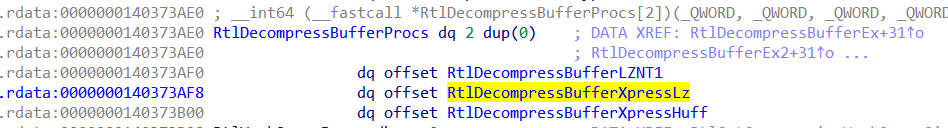 .rdata:0000000140373AE0 ; __int64 (__fastcall *RtlDecompressBufferProcs[2])(_QWORD, _QWORD, _QWORD, _QWORD
.rdata:0000000140373AE0 RtlDecompressBufferProcs dq 2 dup(0) ; DATA XREF: RtlDecompressBufferEx+31↑o
.rdata:0000000140373AE0 ; RtlDecompressBufferEx2+31↑o ...
.rdata:0000000140373AF0 dq offset RtlDecompressBufferLZNT1
.rdata:0000000140373AF8 dq offset RtlDecompressBufferXpressLz
.rdata:0000000140373B00 dq offset RtlDecompressBufferXpressHuff